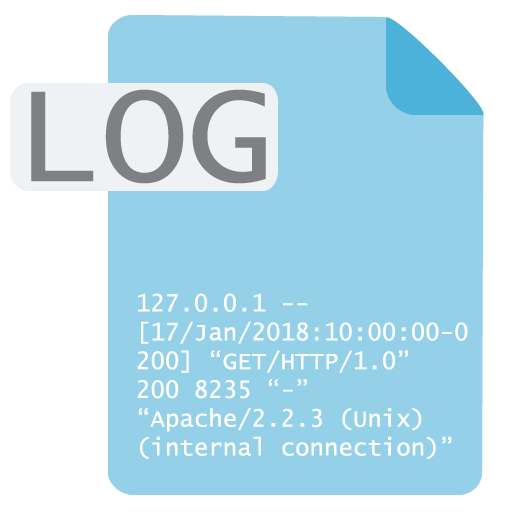 LOG
127.0.0.1 --
[17/Jan/2018:10:00:00-0
200] “GET/HTTP/1.0”
200 8235 “-”
“Apache/2.2.3 (Unix)
(internal connection)”